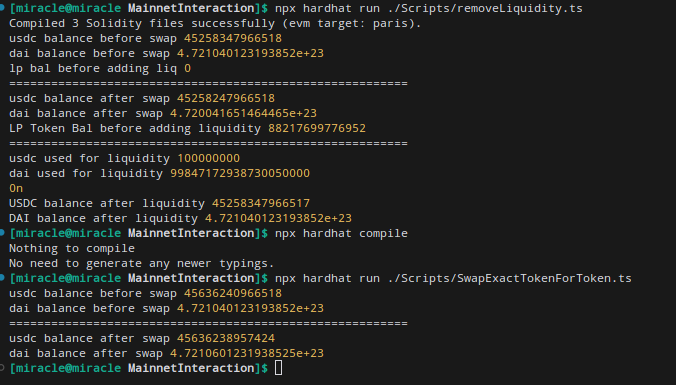 [miracle@miracle MainnetInteraction]$ npx hardhat run ./Scripts/removeLiquidity.ts
Compiled 3 Solidity files successfully (evm target: paris).
usdc balance before swap 45258347966518
dai balance before swap 4.721040123193852e+23
lp bal before adding liq 0
=========================================================
usdc balance after swap 45258247966518
dai balance after swap 4.720041651464465e+23
LP Token Bal before adding liquidity 88217699776952
=========================================================
usdc used for liquidity 100000000
dai used for liquidity 99847172938730050000
0n
USDC balance after liquidity 45258347966517
DAI balance after liquidity 4.721040123193852e+23
[miracle@miracle MainnetInteraction]$ npx hardhat compile
Nothing to compile
No need to generate any newer typings.
[miracle@miracle MainnetInteraction]$ npx hardhat run ./Scripts/SwapExactTokenForToken.ts
usdc balance before swap 45636240966518
dai balance before swap 4.721040123193852e+23
=========================================================
usdc balance after swap 45636238957424
dai balance after swap 4.7210601231938525e+23
[miracle@miracle MainnetInteraction]$